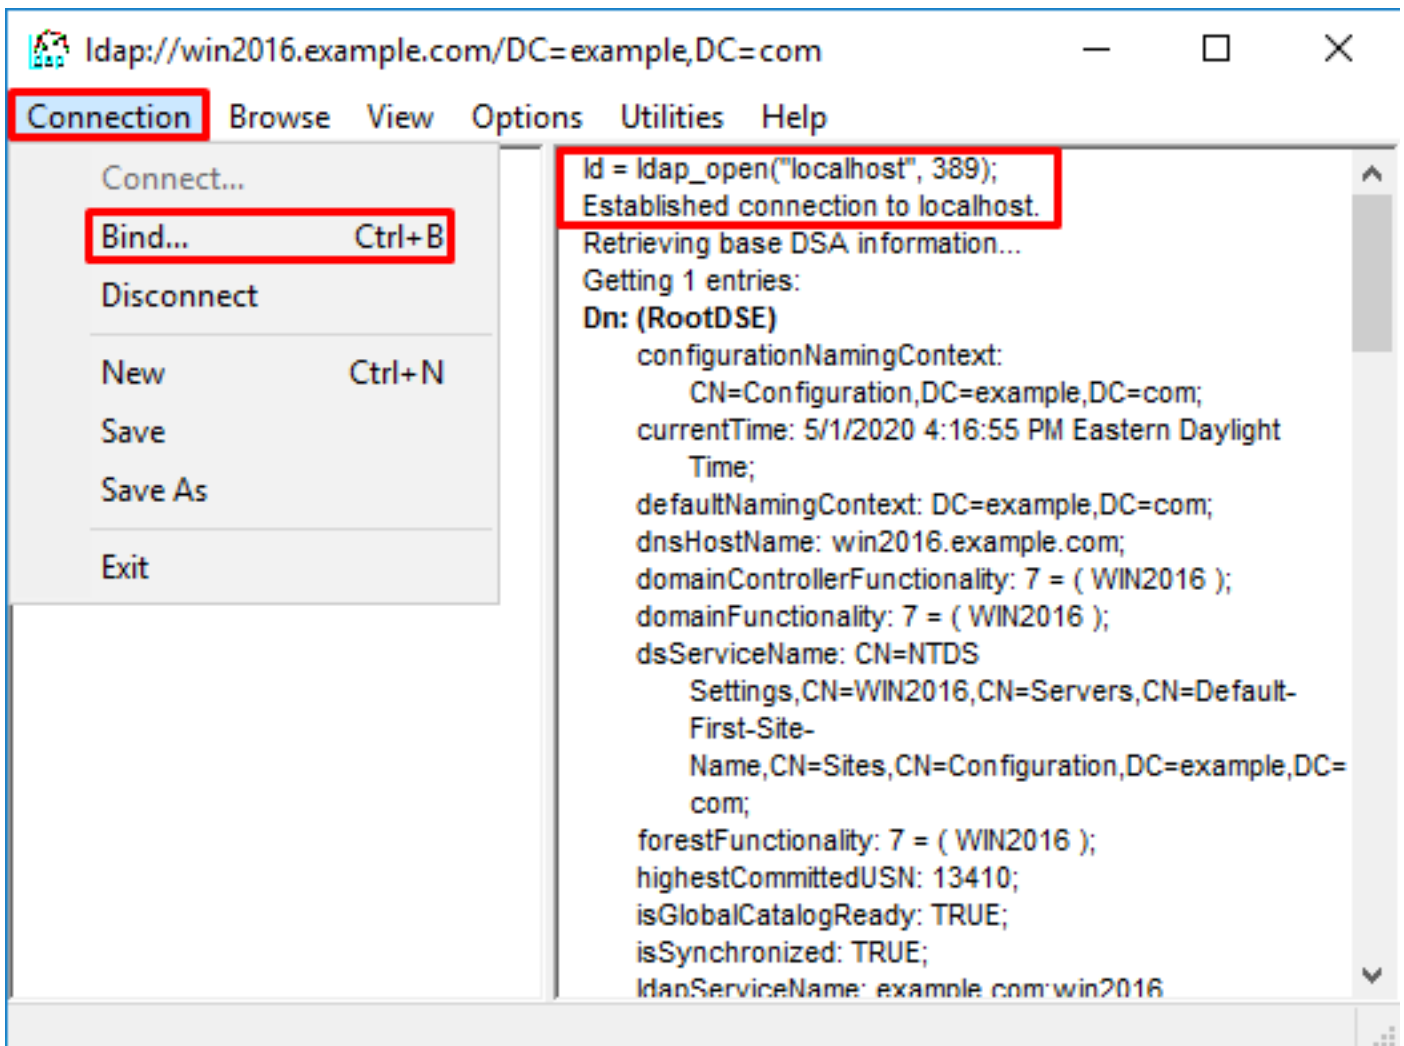 ldap://win2016.example.com/DC=example,DC=com
Connection Browse View Options Utilities Help
Connect...
Bind... Ctrl+B
Disconnect
New Ctrl+N
Save
Save As
Exit
ld = ldap_open("localhost", 389);
Established connection to localhost.
Retrieving base DSA information...
Getting 1 entries:
Dn: (RootDSE)
configurationNamingContext:
CN=Configuration,DC=example,DC=com;
currentTime: 5/1/2020 4:16:55 PM Eastern Daylight
Time;
defaultNamingContext: DC=example,DC=com;
dnsHostName: win2016.example.com;
domainControllerFunctionality: 7 = ( WIN2016 );
domainFunctionality: 7 = ( WIN2016 );
dsServiceName: CN=NTDS
Settings,CN=WIN2016,CN=Servers,CN=Default-
First-Site-
Name,CN=Sites,CN=Configuration,DC=example,DC=
com;
forestFunctionality: 7 = ( WIN2016 );
highestCommittedUSN: 13410;
isGlobalCatalogReady: TRUE;
isSynchronized: TRUE;
ldapServiceName: example.com:win2016